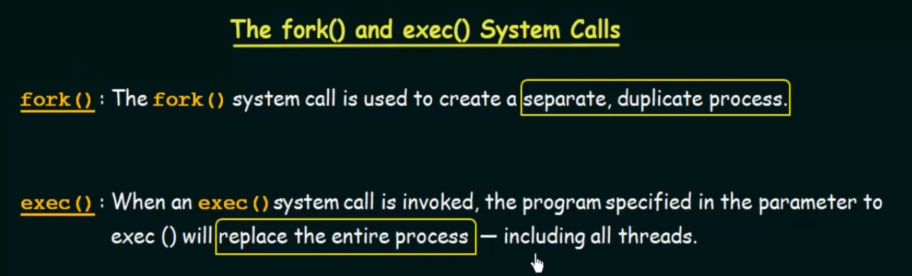 The fork() and exec() System Calls
fork() : The fork() system call is used to create a separate, duplicate process.
exec() : When an exec() system call is invoked, the program specified in the parameter to
exec () will replace the entire process — including all threads.